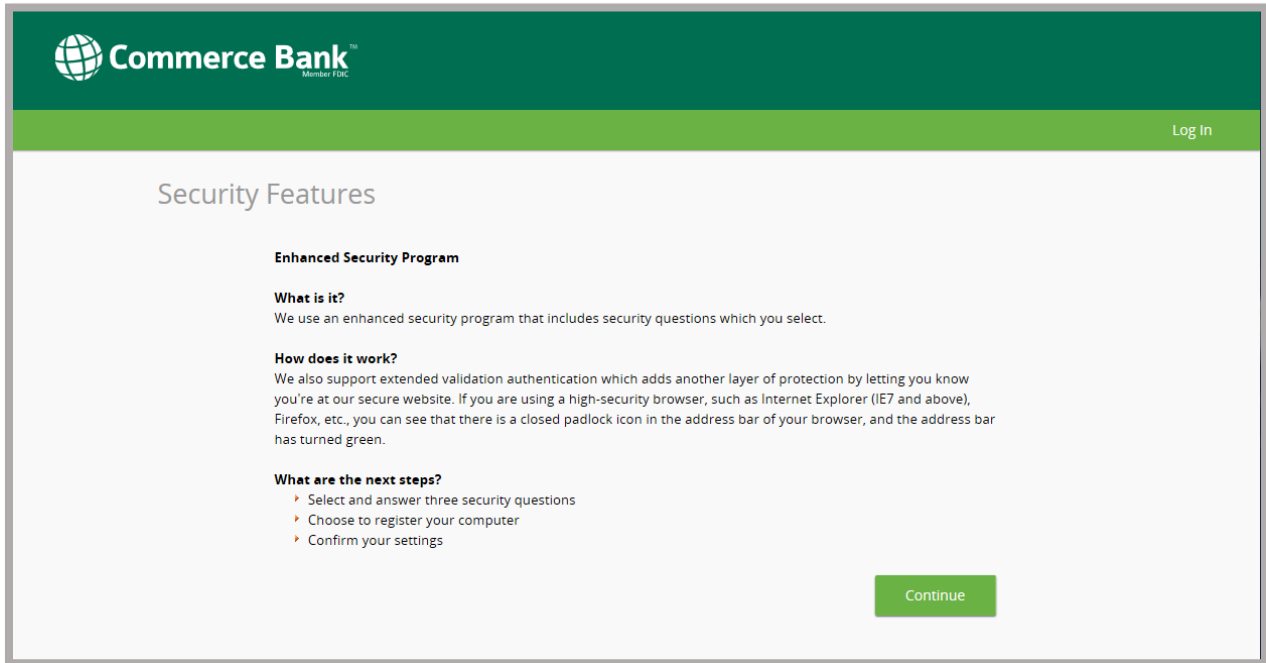 Commerce Bank™
Member FDIC
Log In
Security Features
Enhanced Security Program
What is it?
We use an enhanced security program that includes security questions which you select.
How does it work?
We also support extended validation authentication which adds another layer of protection by letting you know
you're at our secure website. If you are using a high-security browser, such as Internet Explorer (IE7 and above),
Firefox, etc., you can see that there is a closed padlock icon in the address bar of your browser, and the address bar
has turned green.
What are the next steps?
Select and answer three security questions
Choose to register your computer
Confirm your settings
Continue